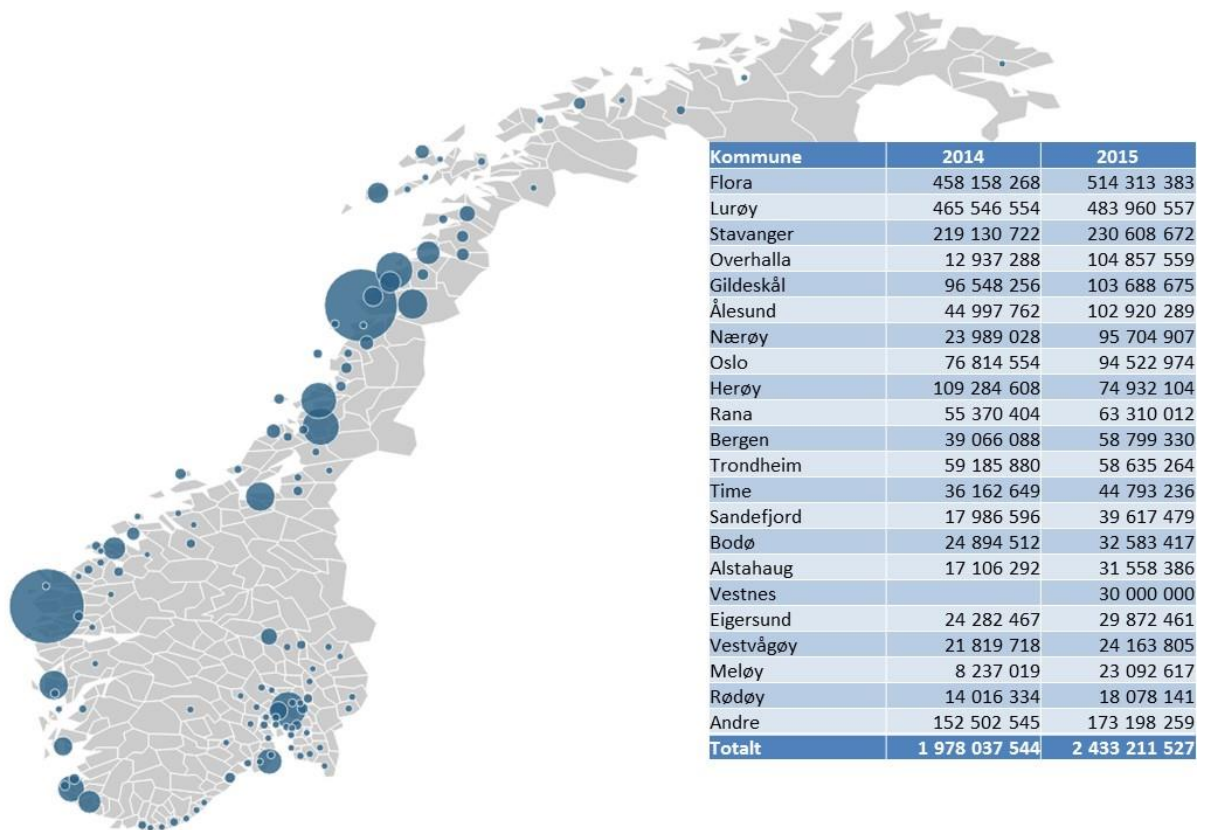 Kommune 2014 2015
Flora 458 158 268 514 313 383
Lurøy 465 546 554 483 960 557
Stavanger 219 130 722 230 608 672
Overhalla 12 937 288 104 857 559
Gildeskål 96 548 256 103 688 675
Ålesund 44 997 762 102 920 289
Nærøy 23 989 028 95 704 907
Oslo 76 814 554 94 522 974
Herøy 109 284 608 74 932 104
Rana 55 370 404 63 310 012
Bergen 39 066 088 58 799 330
Trondheim 59 185 880 58 635 264
Time 36 162 649 44 793 236
Sandefjord 17 986 596 39 617 479
Bodø 24 894 512 32 583 417
Alstahaug 17 106 292 31 558 386
Vestnes 30 000 000
Eigersund 24 282 467 29 872 461
Vestvågøy 21 819 718 24 163 805
Meløy 8 237 019 23 092 617
Rødøy 14 016 334 18 078 141
Andre 152 502 545 173 198 259
Totalt 1 978 037 544 2 433 211 527